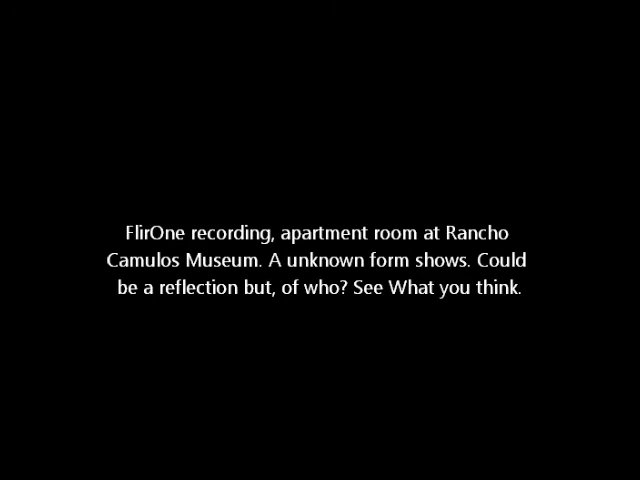 FlirOne recording, apartment room at Rancho
Camulos Museum. A unknown form shows. Could
be a reflection but, of who? See What you think.